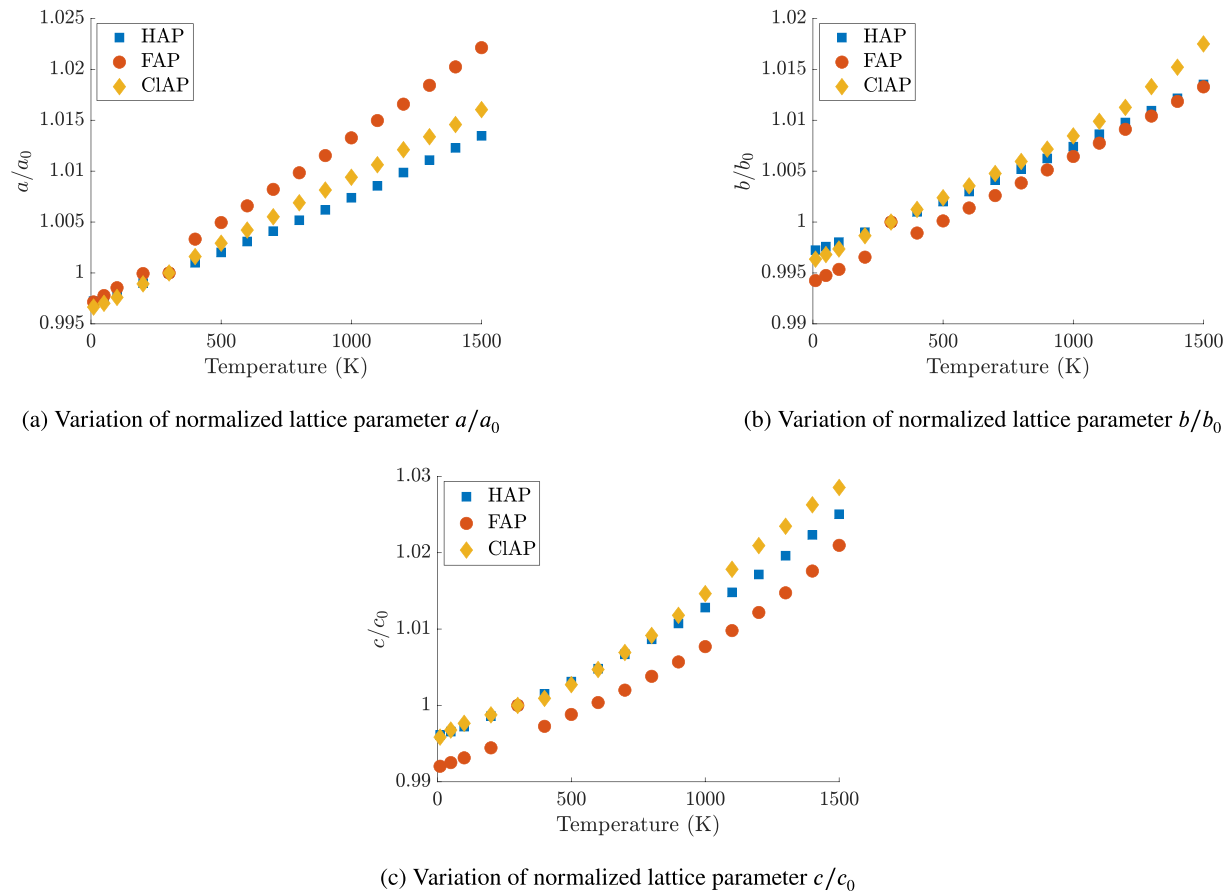 1.025
1.02
1.015
1.01
1.005
1
0.995
a/a0
HAP
FAP
ClAP
0
500
1000
1500
Temperature (K)
(a) Variation of normalized lattice parameter a/a0
1.02
1.015
1.01
1.005
1
0.995
0.99
b/b0
HAP
FAP
ClAP
0
500
1000
1500
Temperature (K)
(b) Variation of normalized lattice parameter b/b0
1.03
1.02
1.01
1
0.99
c/c0
HAP
FAP
ClAP
0
500
1000
1500
Temperature (K)
(c) Variation of normalized lattice parameter c/c0